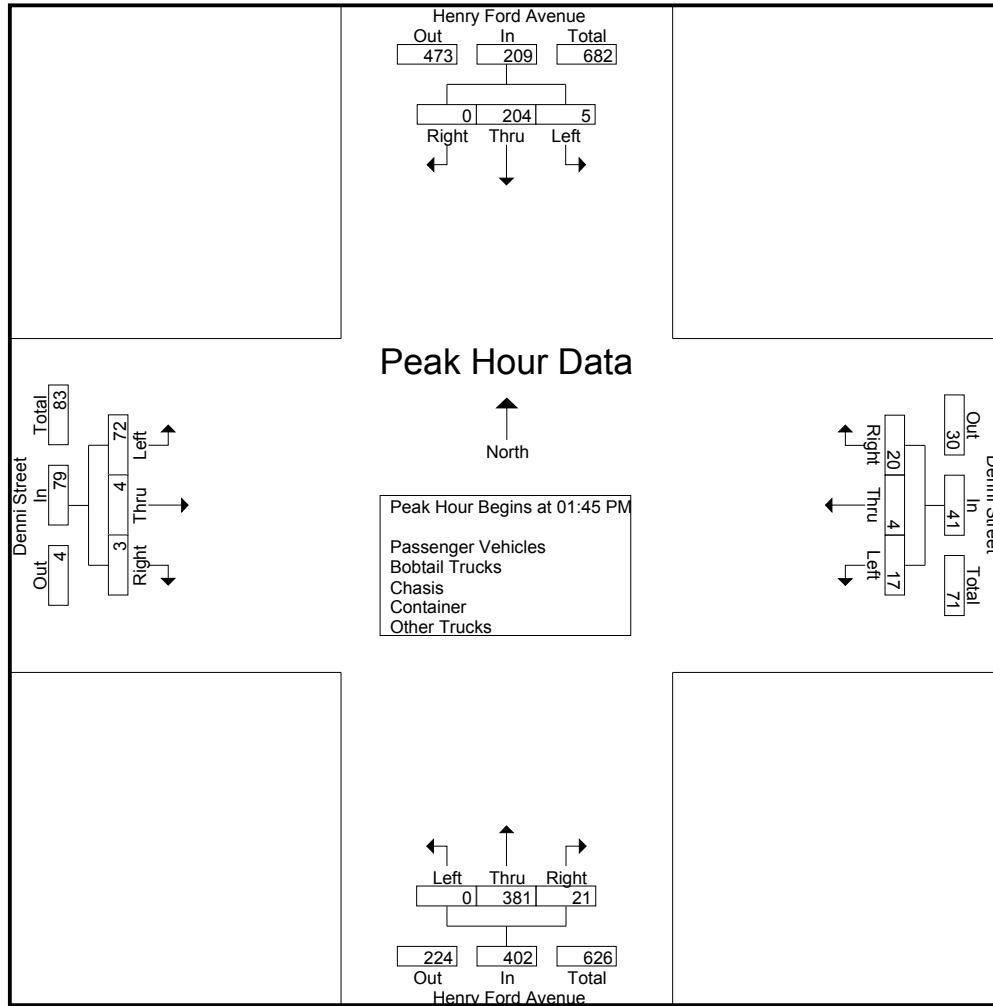 Henry Ford Avenue
Out In Total
473 209 682
0 204 5
Right Thru Left
Peak Hour Data
North
Peak Hour Begins at 01:45 PM
Passenger Vehicles
Bobtail Trucks
Chasis
Container
Other Trucks
Denni Street
Out In Total
4 79 83
Right Thru Left
3 4 72
Denni Street
Out In Total
30 41 71
20 4 17
Right Thru Left
Left Thru Right
0 381 21
224 402 626
Out In Total
Henry Ford Avenue